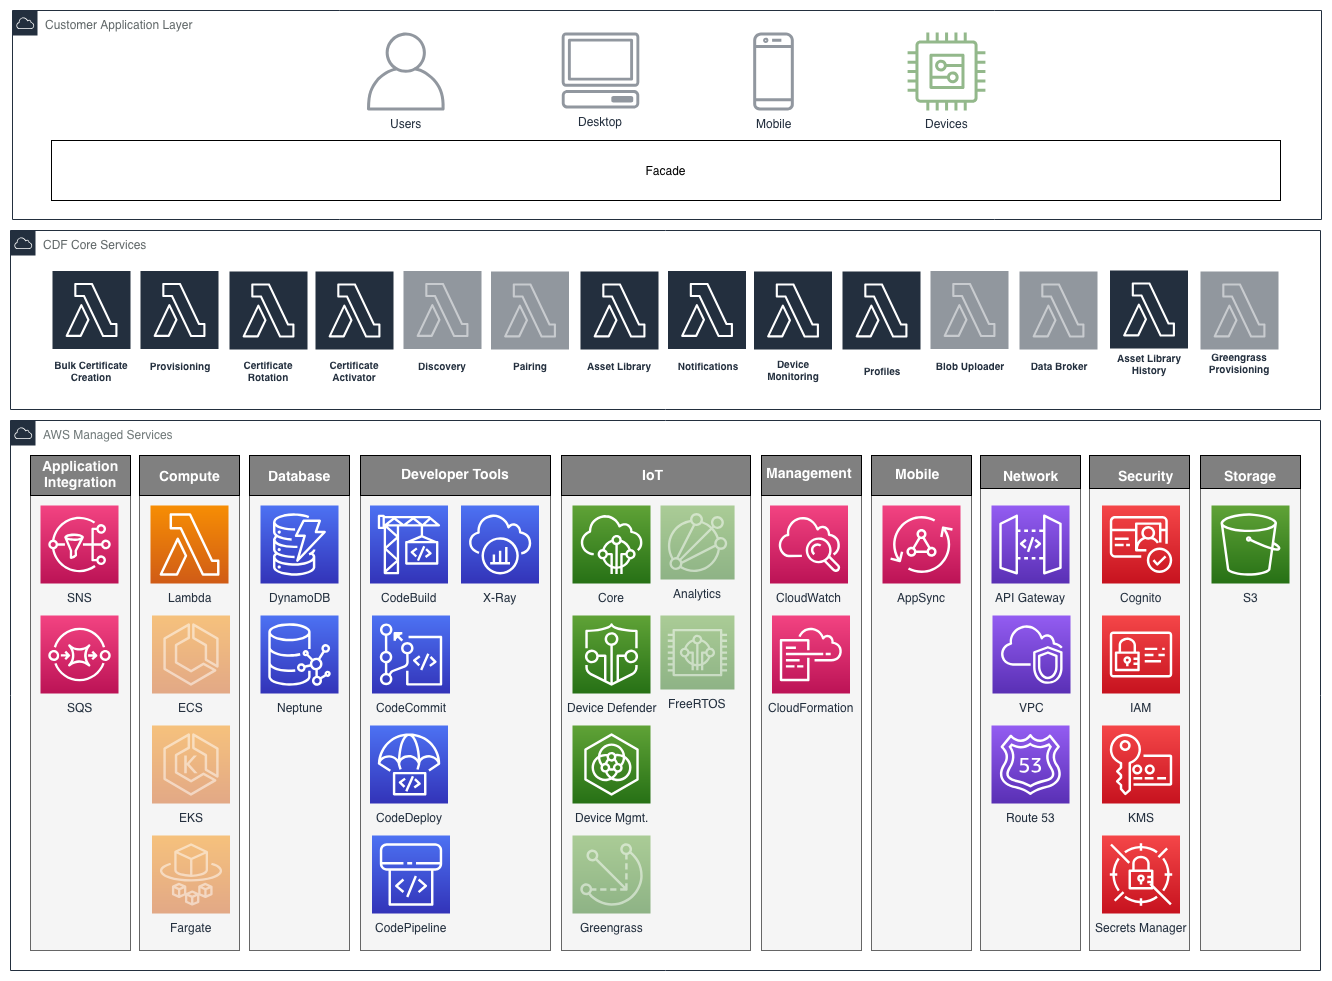 Customer Application Layer
Users
Desktop
Mobile
Devices
Facade
CDF Core Services
Bulk Certificate
Creation
Provisioning
Certificate
Rotation
Certificate
Activator
Discovery
Pairing
Asset Library
Notifications
Device
Monitoring
Profiles
Blob Uploader
Data Broker
Asset Library
History
Greengrass
Provisioning
AWS Managed Services
Application
Integration
SNS
SQS
Compute
Lambda
ECS
EKS
Fargate
Database
DynamoDB
Neptune
Developer Tools
CodeBuild
X-Ray
CodeCommit
CodeDeploy
CodePipeline
IoT
Core
Analytics
Device Defender
FreeRTOS
Device Mgmt.
Greengrass
Management
CloudWatch
CloudFormation
Mobile
AppSync
Network
API Gateway
VPC
53
Route 53
Security
Cognito
IAM
KMS
Secrets Manager
Storage
S3